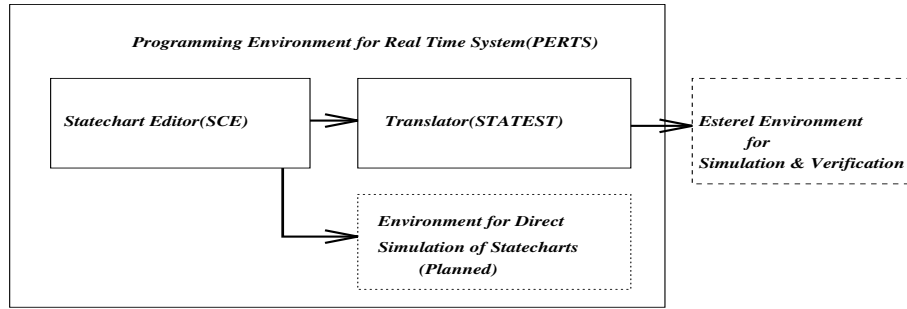 Programming Environment for Real Time System(PERTS)
Statechart Editor(SCE)
Translator(STATEST)
Esterel Environment
for
Simulation & Verification
Environment for Direct
Simulation of Statecharts
(Planned)